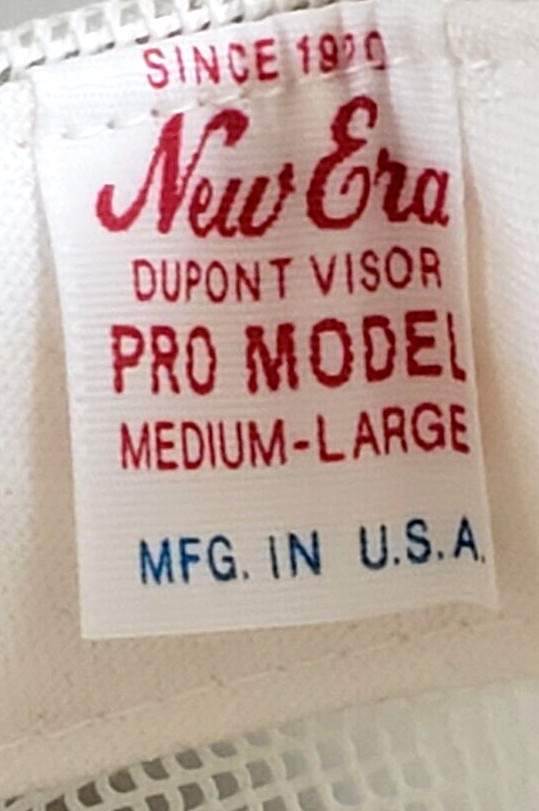 SINCE 1920
New Era
DUPONT VISOR
PRO MODEL
MEDIUM-LARGE
MFG. IN U.S.A.